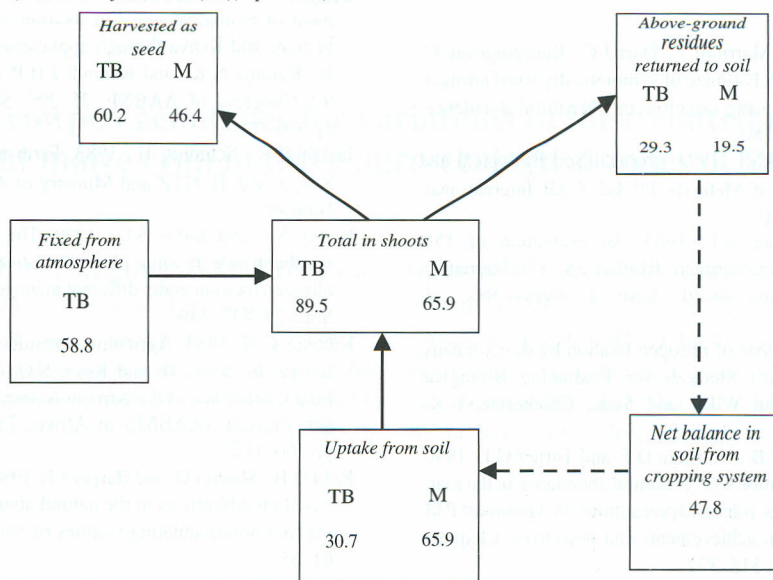 Harvested as
seed
TB M
60.2 46.4
Above-ground
residues
returned to soil
TB M
29.3 19.5
Fixed from
atmosphere
TB
58.8
Total in shoots
TB M
89.5 65.9
Uptake from soil
TB M
30.7 65.9
Net balance in
soil from
cropping system
47.8